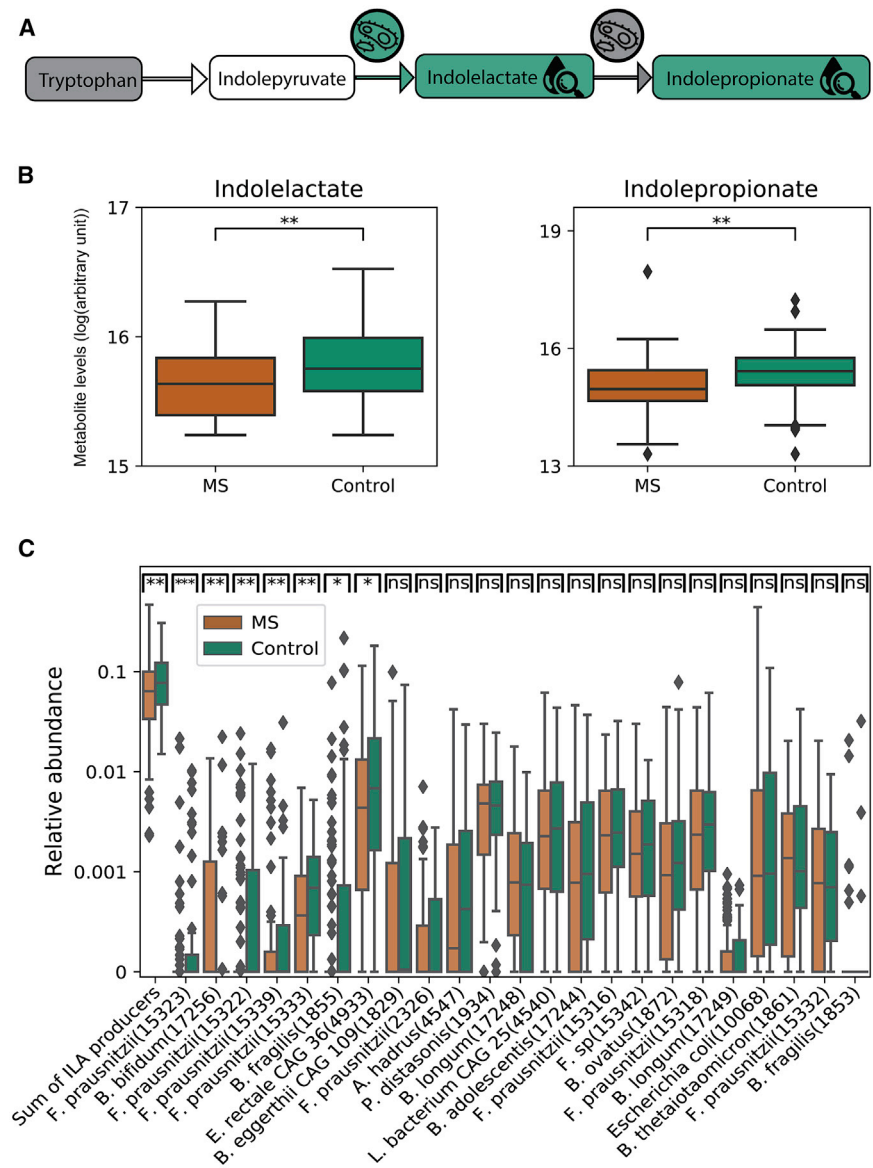 A
Tryptophan
Indolepyruvate
Indolelactate
Indolepropionate
B
Indolelactate
Indolepropionate
Metabolite levels (log(arbitrary unit))
17
16
15
**
MS
Control
19
16
13
**
MS
Control
C
Relative abundance
0.1
0.01
0.001
0
** *** ** ** ** ** * * ns ns ns ns ns ns ns ns ns ns ns ns ns ns ns ns
MS
Control
Sum of ILA producers
F. prausnitzii(15323)
B. bifidum(17256)
F. prausnitzii(15322)
F. prausnitzii(15339)
F. prausnitzii(15333)
B. fragilis(1855)
E. rectale CAG 36(4933)
B. eggerthii CAG 109(1829)
F. prausnitzii(2326)
A. hadrus(4547)
P. distasonis(1934)
B. longum(17248)
L. bacterium CAG 25(4540)
B. adolescentis(17244)
F. prausnitzii(15316)
F. sp(15342)
B. ovatus(1872)
F. prausnitzii(15318)
B. longum(17249)
Escherichia coli(10068)
B. thetaiotaomicron(1861)
F. prausnitzii(15332)
B. fragilis(1853)